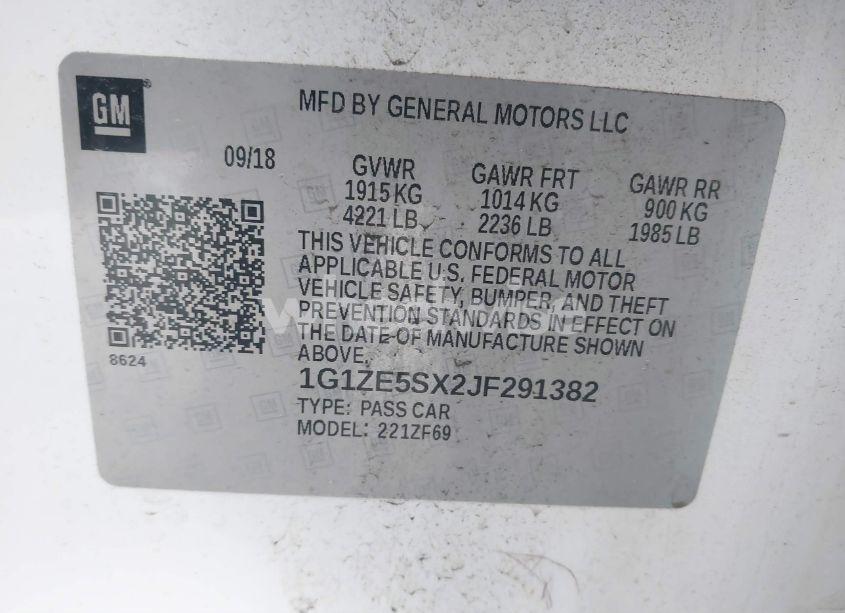 GM
MFD BY GENERAL MOTORS LLC
09/18
GVWR GAWR FRT GAWR RR
1915 KG 1014 KG 900 KG
4221 LB 2236 LB 1985 LB
THIS VEHICLE CONFORMS TO ALL
APPLICABLE U.S. FEDERAL MOTOR
VEHICLE SAFETY, BUMPER, AND THEFT
PREVENTION STANDARDS IN EFFECT ON
THE DATE OF MANUFACTURE SHOWN
ABOVE.
8624
1G1ZE5SX2JF291382
TYPE: PASS CAR
MODEL: 221ZF69